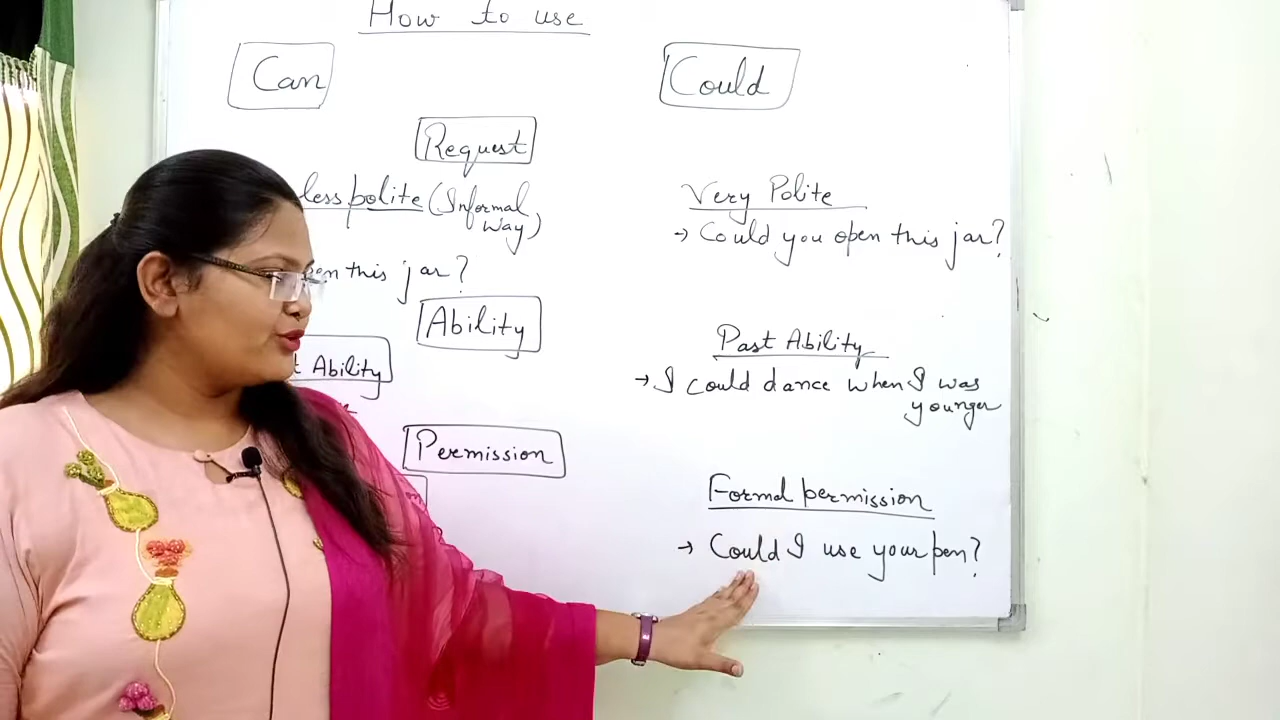 How to use
Can
Could
Request
less polite (Informal
way)
Very Polite
→ Could you open this jar?
open this jar?
Ability
Ability
Past Ability
→ I could dance when I was
younger
Permission
Formal permission
→ Could I use your pen?